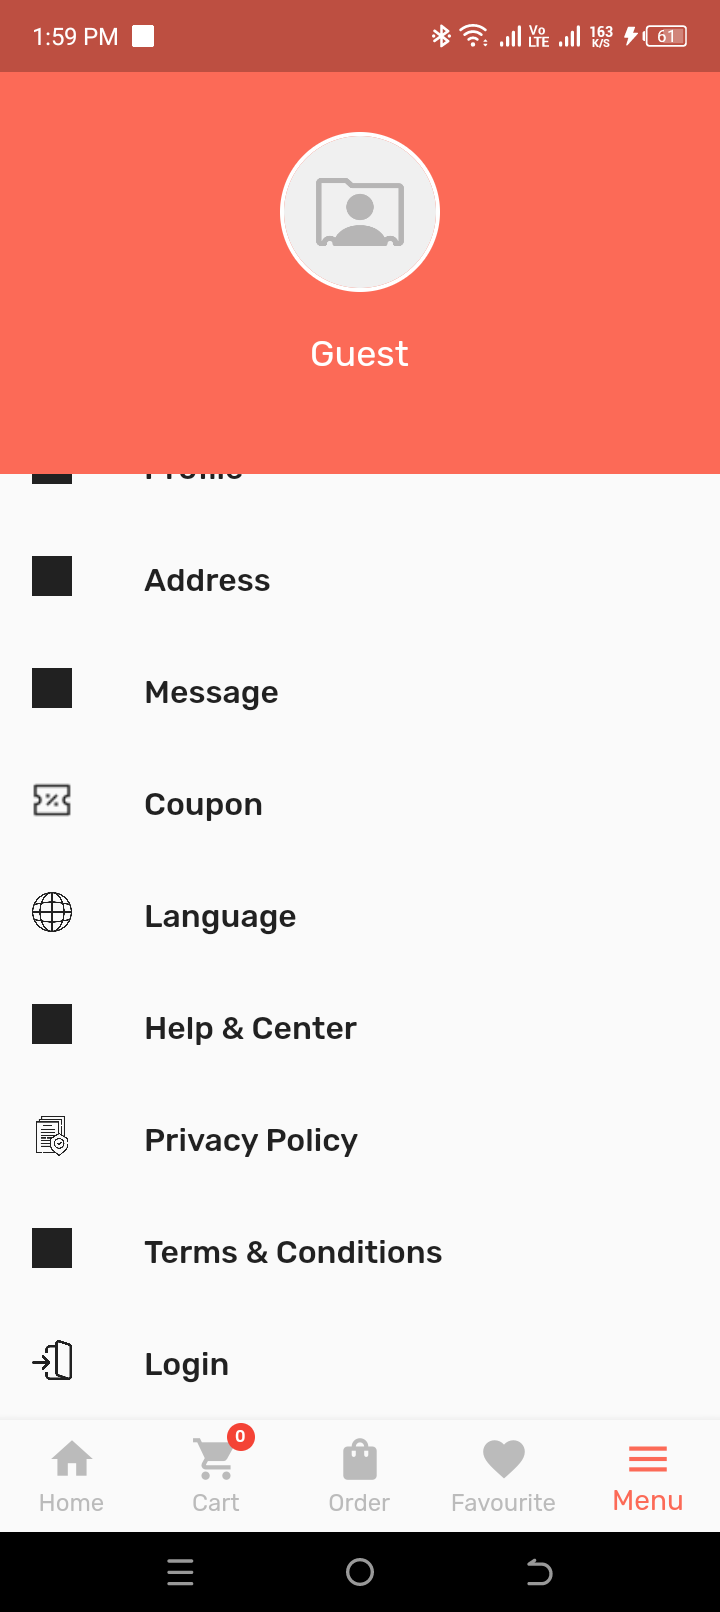 1:59 PM
Vo LTE
163 K/S
61
Guest
Profile
Address
Message
Coupon
Language
Help & Center
Privacy Policy
Terms & Conditions
Login
0
Home
Cart
Order
Favourite
Menu